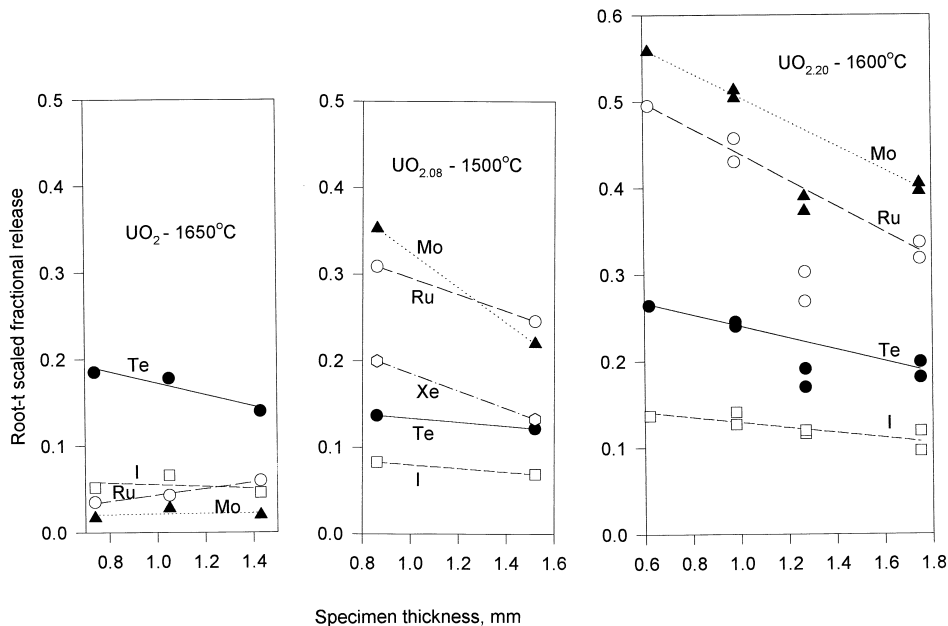 Root-t scaled fractional release
0.5
0.4
0.3
0.2
0.1
0.0
UO2 - 1650°C
Te
I
Ru
Mo
0.8 1.0 1.2 1.4
0.5
0.4
0.3
0.2
0.1
0.0
UO2.08 - 1500°C
Mo
Ru
Xe
Te
I
0.8 1.0 1.2 1.4 1.6
0.6
0.5
0.4
0.3
0.2
0.1
0.0
UO2.20 - 1600°C
Mo
Ru
Te
I
0.6 0.8 1.0 1.2 1.4 1.6 1.8
Specimen thickness, mm